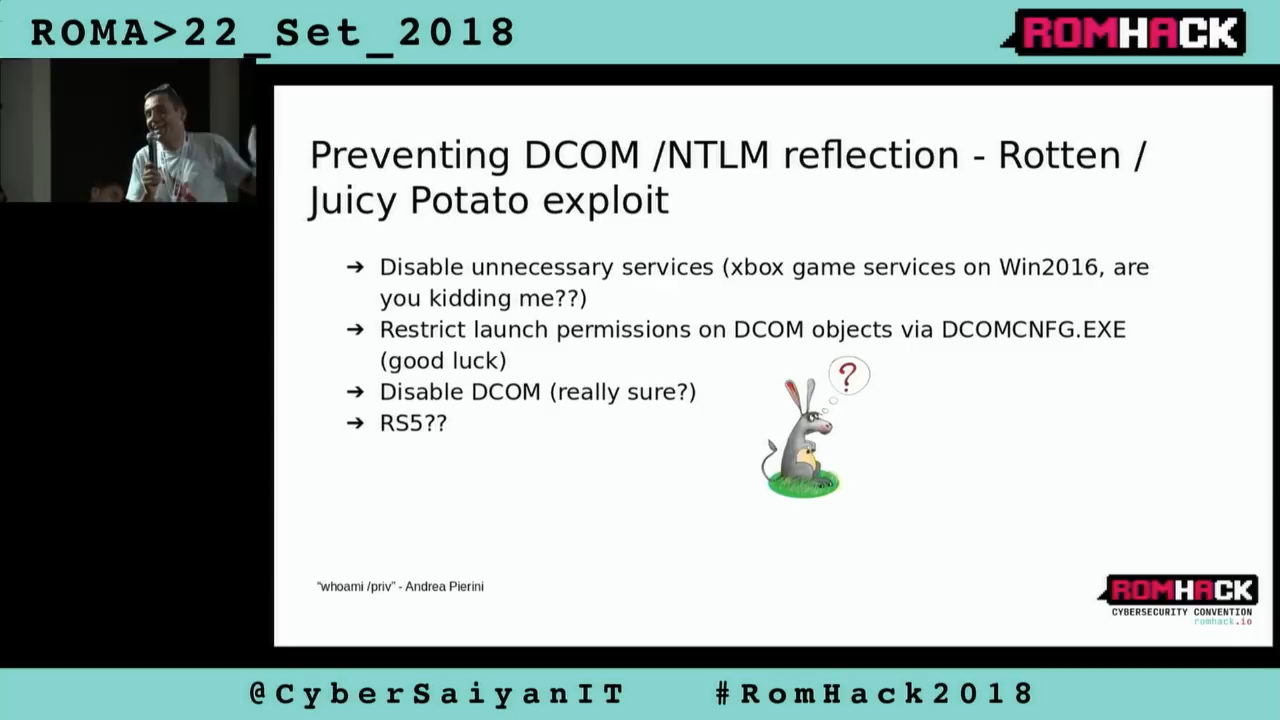 ROMA>22_Set_2018
ROMHACK
Preventing DCOM /NTLM reflection - Rotten /
Juicy Potato exploit
➔ Disable unnecessary services (xbox game services on Win2016, are
you kidding me??)
➔ Restrict launch permissions on DCOM objects via DCOMCNFG.EXE
(good luck)
?
➔ Disable DCOM (really sure?)
➔ RS5??
"whoami /priv" - Andrea Pierini
ROMHACK
CYBERSECURITY CONVENTION
romhack.io
@CyberSaiyanIT #RomHack2018